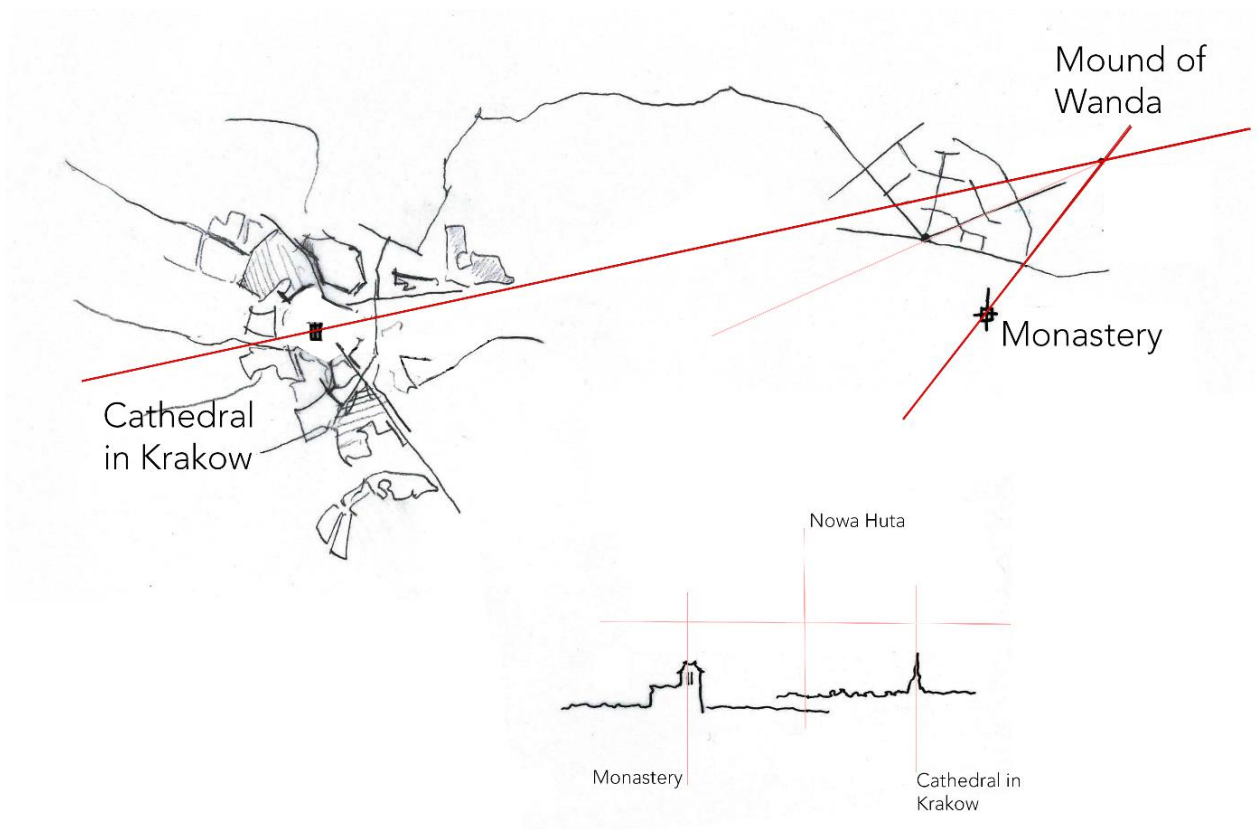 Mound of
Wanda
Monastery
Cathedral
in Krakow
Nowa Huta
Monastery
Cathedral in
Krakow